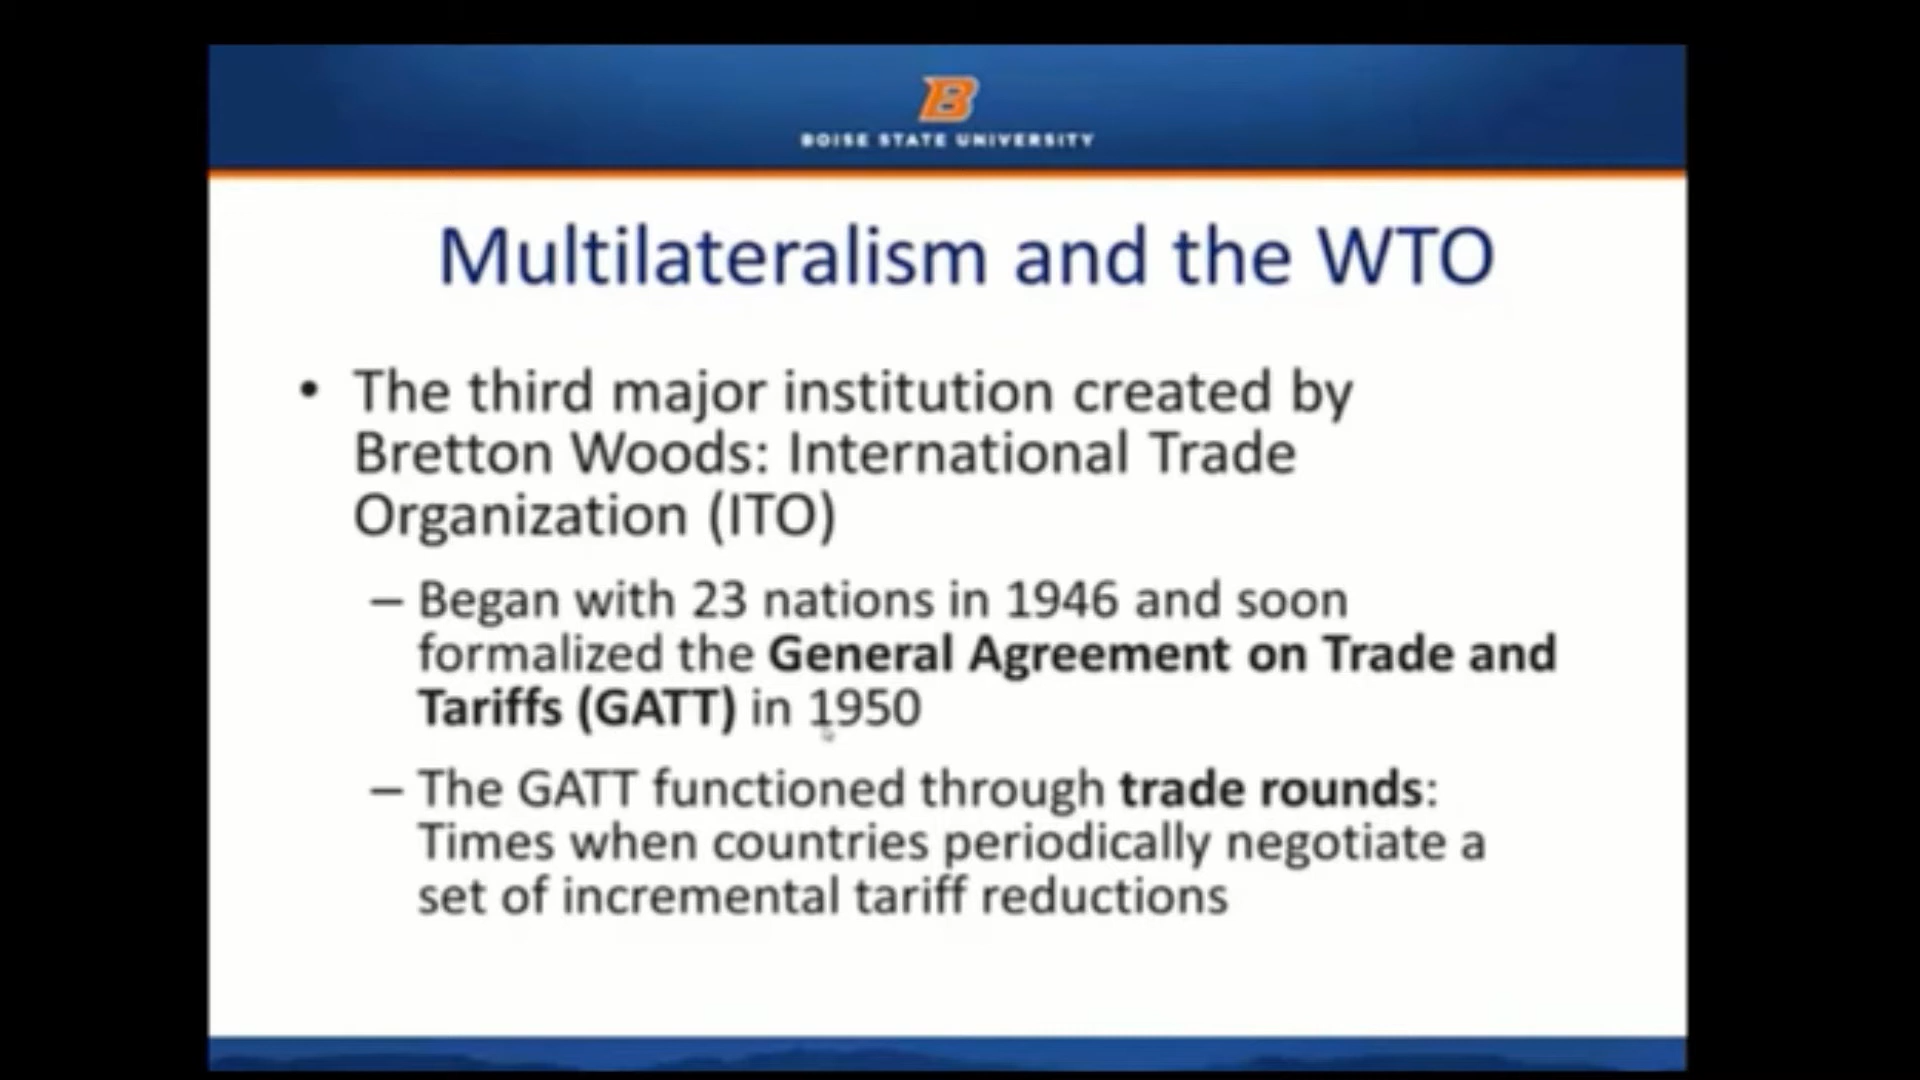 B
BOISE STATE UNIVERSITY
Multilateralism and the WTO
• The third major institution created by
Bretton Woods: International Trade
Organization (ITO)
– Began with 23 nations in 1946 and soon
formalized the General Agreement on Trade and
Tariffs (GATT) in 1950
– The GATT functioned through trade rounds:
Times when countries periodically negotiate a
set of incremental tariff reductions